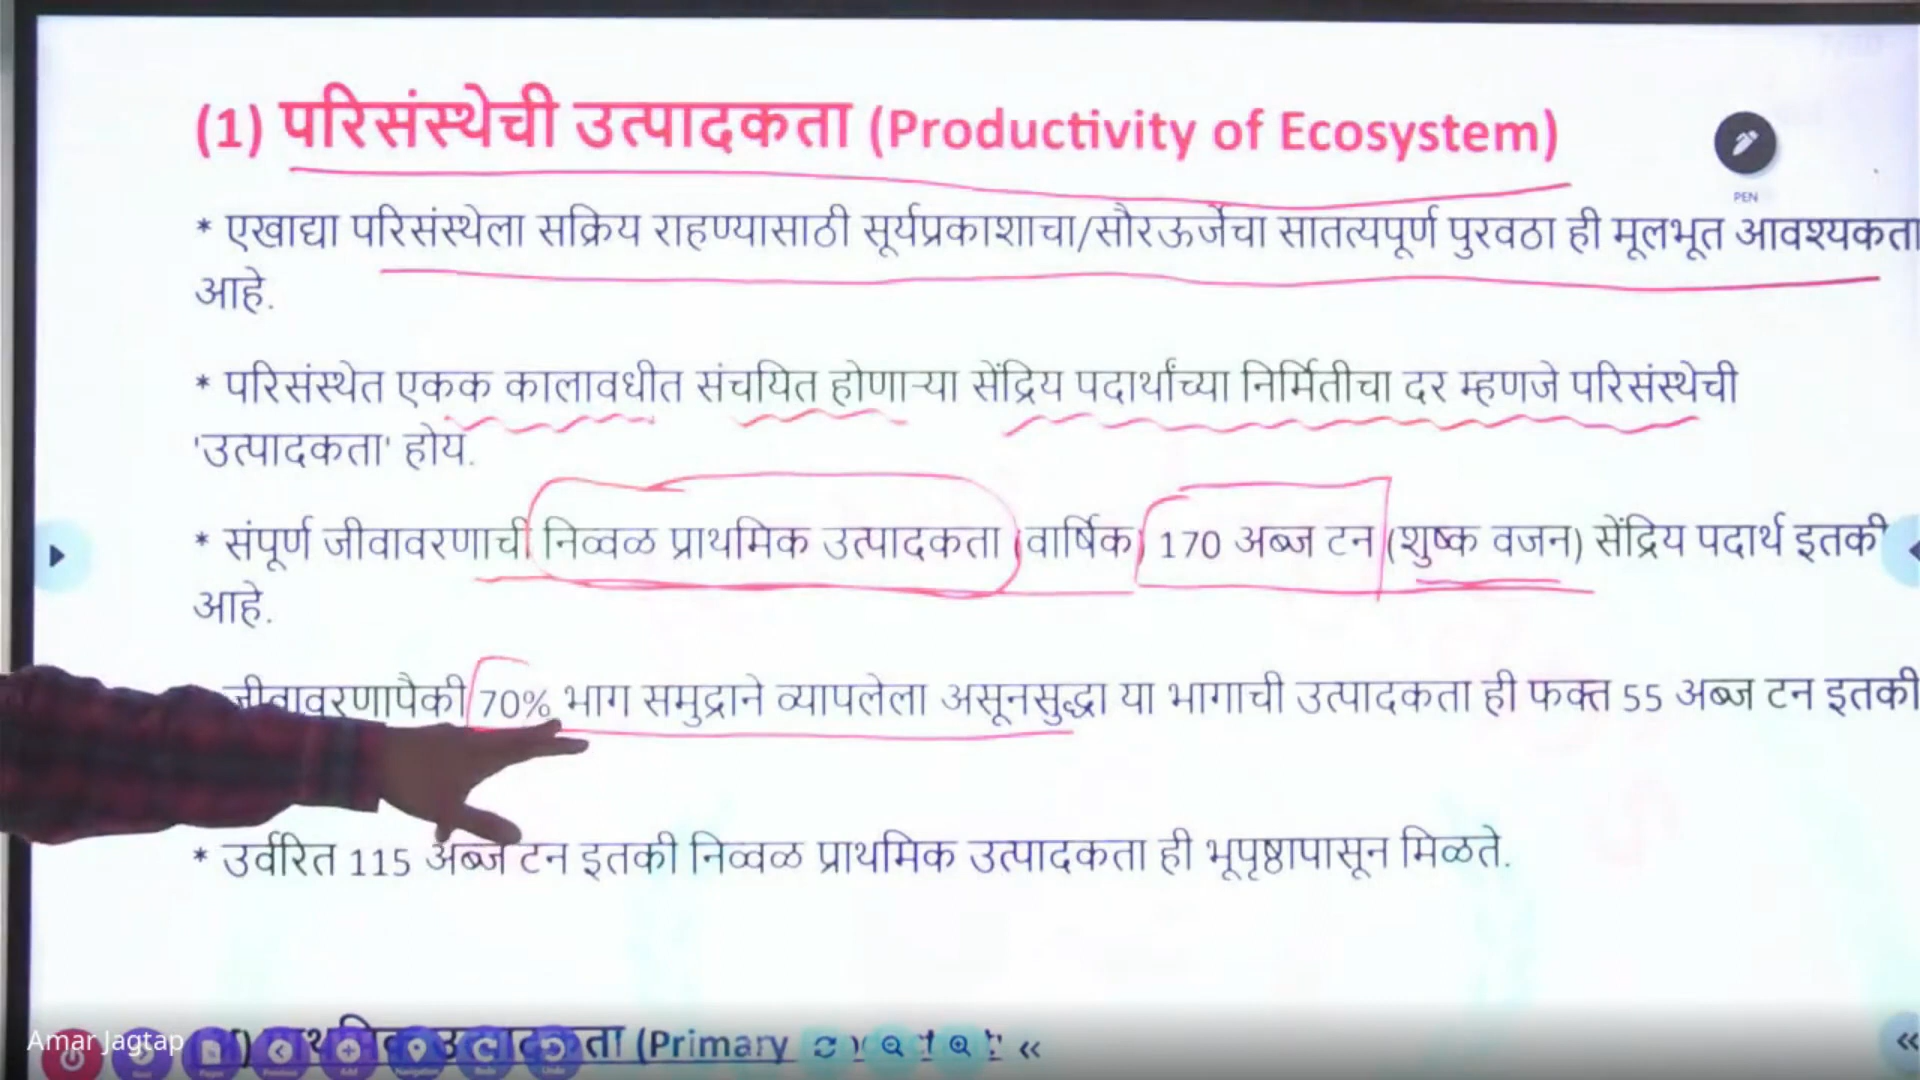 (1) परिसंस्थेची उत्पादकता (Productivity of Ecosystem)
PEN
* एखाद्या परिसंस्थेला सक्रिय राहण्यासाठी सूर्यप्रकाशाचा/सौरऊर्जेचा सातत्यपूर्ण पुरवठा ही मूलभूत आवश्यकता
आहे.
* परिसंस्थेत एकक कालावधीत संचयित होणाऱ्या सेंद्रिय पदार्थांच्या निर्मितीचा दर म्हणजे परिसंस्थेची
'उत्पादकता' होय.
* संपूर्ण जीवावरणाची निव्वळ प्राथमिक उत्पादकता (वार्षिक) 170 अब्ज टन (शुष्क वजन) सेंद्रिय पदार्थ इतकी
आहे.
जीवावरणापैकी 70% भाग समुद्राने व्यापलेला असूनसुद्धा या भागाची उत्पादकता ही फक्त 55 अब्ज टन इतकी
* उर्वरित 115 अब्ज टन इतकी निव्वळ प्राथमिक उत्पादकता ही भूपृष्ठापासून मिळते.
Amar Jagtap
(Primary